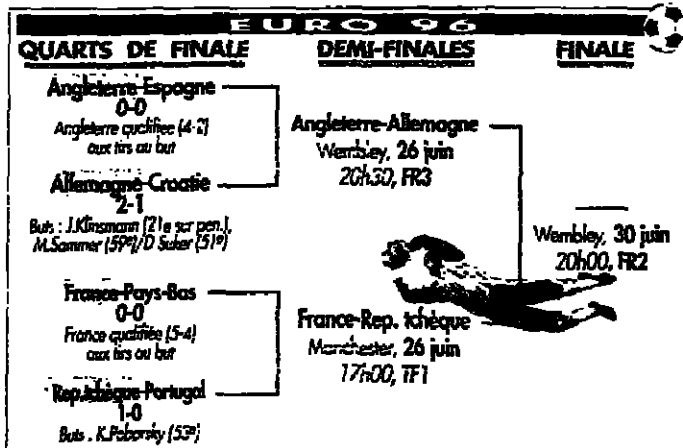 EURO 96
QUARTS DE FINALE
Angleterre-Espagne
0-0
Angleterre qualifiée (4-2)
aux tirs au but
Allemagne-Croatie
2-1
Buts : J.Klinsmann (21e sur pen.),
M.Sammer (59e)/D Suker (51e)
France-Pays-Bas
0-0
France qualifiée (5-4)
aux tirs au but
Rep.tchèque-Portugal
1-0
Buts . K.Poborsky (53e)
DEMI-FINALES
Angleterre-Allemagne
Wembley, 26 juin
20h30, FR3
France-Rep. tchèque
Manchester, 26 juin
17h00, TF1
FINALE
Wembley, 30 juin
20h00, FR2